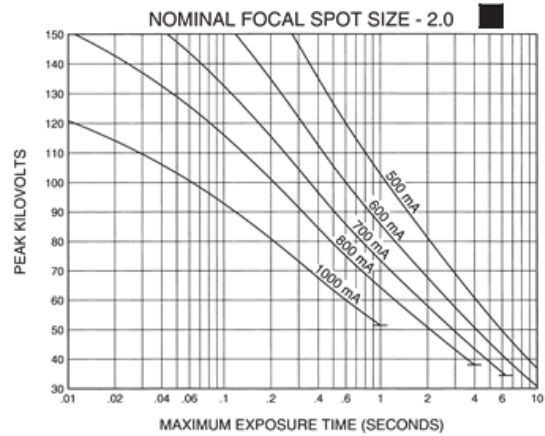 NOMINAL FOCAL SPOT SIZE - 2.0
150
140
130
120
110
100
90
80
70
60
50
40
30
PEAK KILOVOLTS
500 mA
600 mA
700 mA
800 mA
1000 mA
.01 .02 .04 .06 .1 .2 .4 .6 1 2 4 6 10
MAXIMUM EXPOSURE TIME (SECONDS)